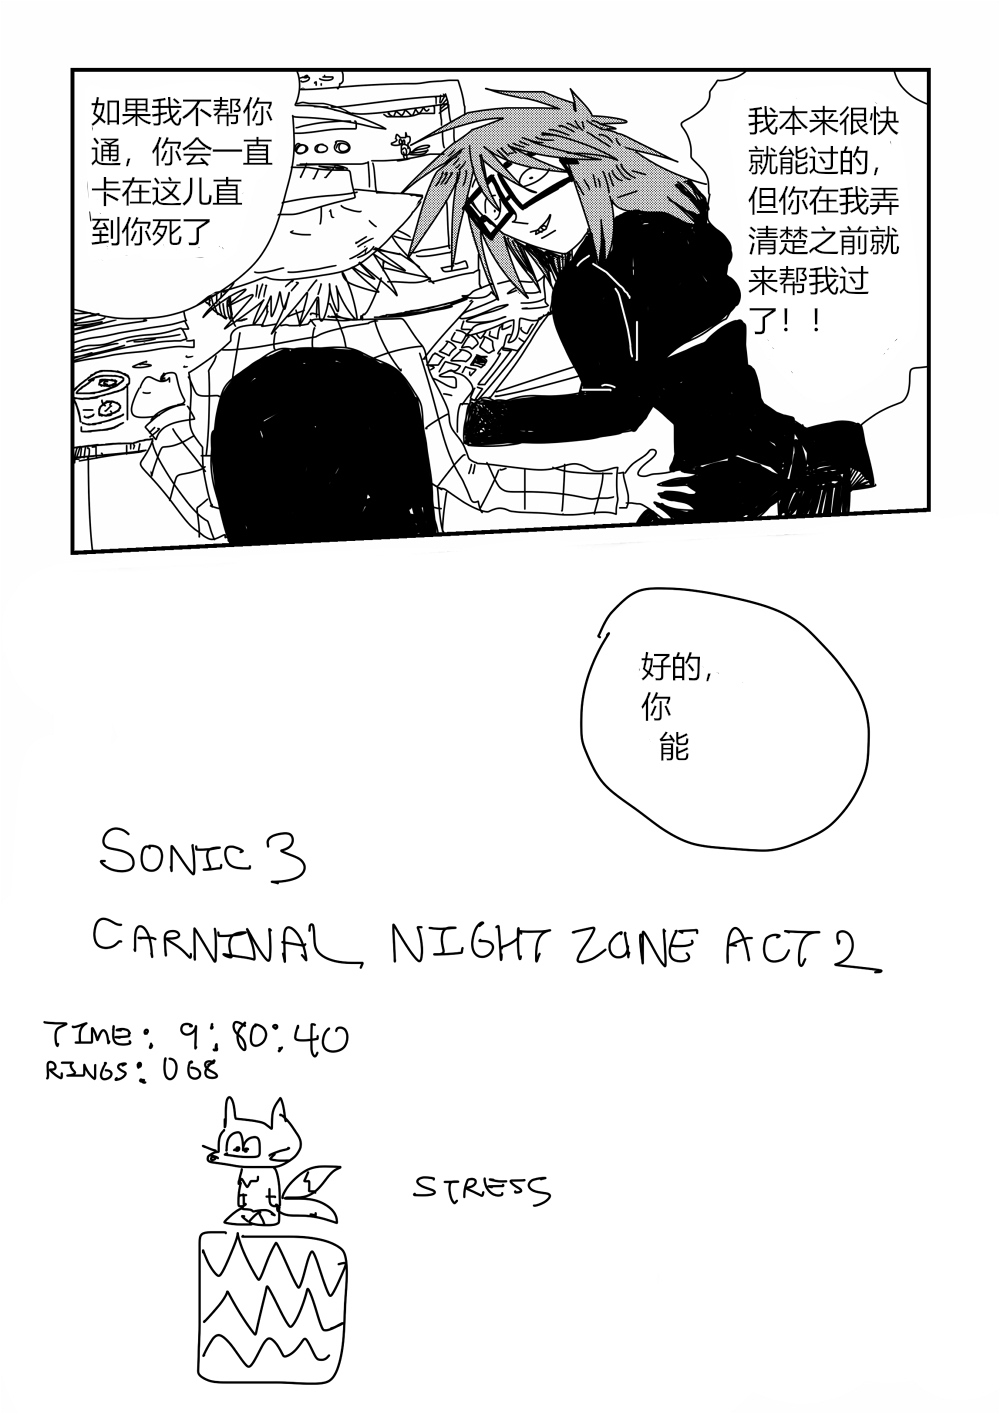 如果我不帮你
通，你会一直
卡在这儿直
到你死了
我本来很快
就能过的，
但你在我弄
清楚之前就
来帮我过
了！！
好的，
你
能
SONIC 3
CARNINAL NIGHT ZONE ACT 2
TIME: 9:80:40
RINGS: 068
STRESS